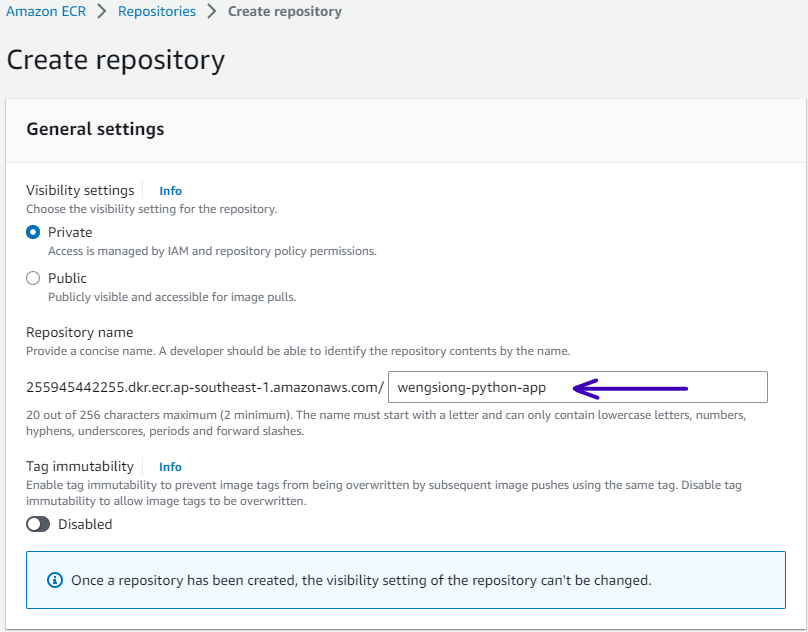 Amazon ECR > Repositories > Create repository
Create repository
General settings
Visibility settings Info
Choose the visibility setting for the repository.
Private
Access is managed by IAM and repository policy permissions.
Public
Publicly visible and accessible for image pulls.
Repository name
Provide a concise name. A developer should be able to identify the repository contents by the name.
255945442255.dkr.ecr.ap-southeast-1.amazonaws.com/ wengsiong-python-app
20 out of 256 characters maximum (2 minimum). The name must start with a letter and can only contain lowercase letters, numbers,
hyphens, underscores, periods and forward slashes.
Tag immutability Info
Enable tag immutability to prevent image tags from being overwritten by subsequent image pushes using the same tag. Disable tag
immutability to allow image tags to be overwritten.
Disabled
Once a repository has been created, the visibility setting of the repository can't be changed.